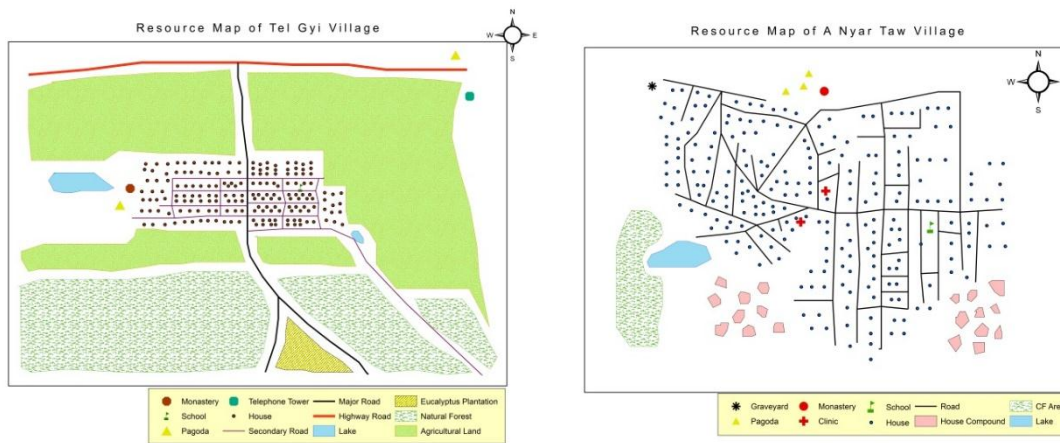 Resource Map of Tel Gyi Village
N
W E
S
Monastery Telephone Tower Major Road Eucalyptus Plantation
School House Highway Road Natural Forest
Pagoda Secondary Road Lake Agricultural Land
Resource Map of A Nyar Taw Village
N
W E
S
Graveyard Monastery School Road CF Area
Pagoda Clinic House House Compound Lake